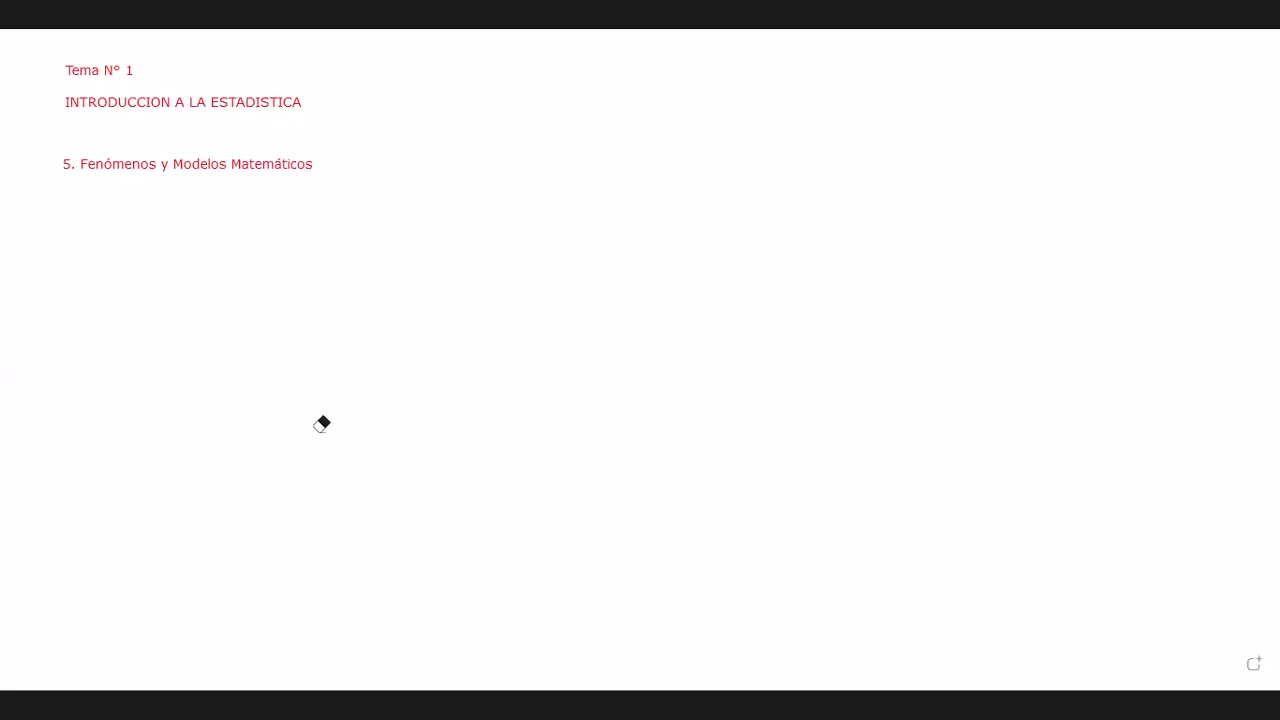 Tema N° 1
INTRODUCCION A LA ESTADISTICA
5. Fenómenos y Modelos Matemáticos